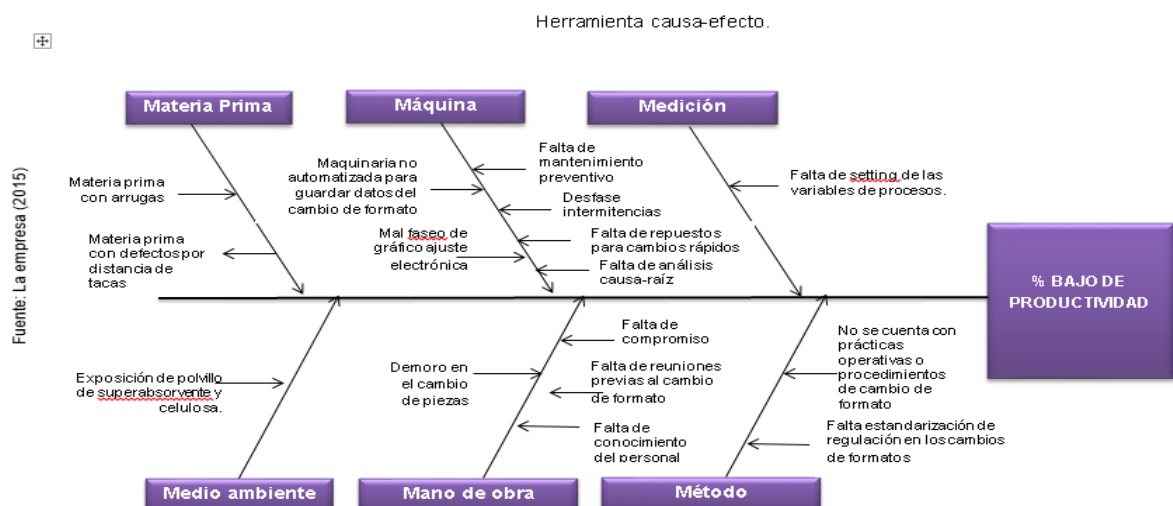 Herramienta causa-efecto.
Materia Prima
Máquina
Medición
Materia prima
con arrugas
Materia prima
con defectos por
distancia de
tacas
Maquinaria no
automatizada para
guardar datos del
cambio de formato
Mal faseo de
gráfico ajuste
electrónica
Falta de
mantenimiento
preventivo
Desfase
intermitencias
Falta de repuestos
para cambios rápidos
Falta de análisis
causa-raíz
Falta de setting de las
variables de procesos.
% BAJO DE
PRODUCTIVIDAD
Exposición de polvillo
de superabsorvente y
celulosa.
Demoro en
el cambio
de piezas
Falta de
compromiso
Falta de reuniones
previas al cambio
de formato
Falta de
conocimiento
del personal
No se cuenta con
prácticas
operativas o
procedimientos
de cambio de
formato
Falta estandarización de
regulación en los cambios
de formatos
Medio ambiente
Mano de obra
Método
Fuente: La empresa (2015)